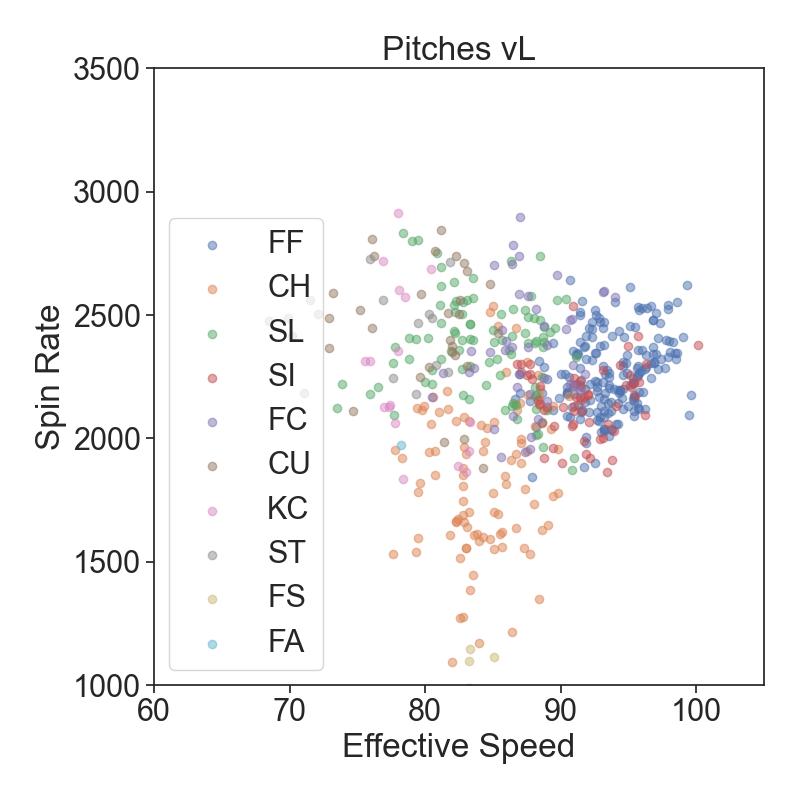 Pitches vL
3500
3000
2500
2000
1500
1000
Spin Rate
FF
CH
SL
SI
FC
CU
KC
ST
FS
FA
60 70 80 90 100
Effective Speed